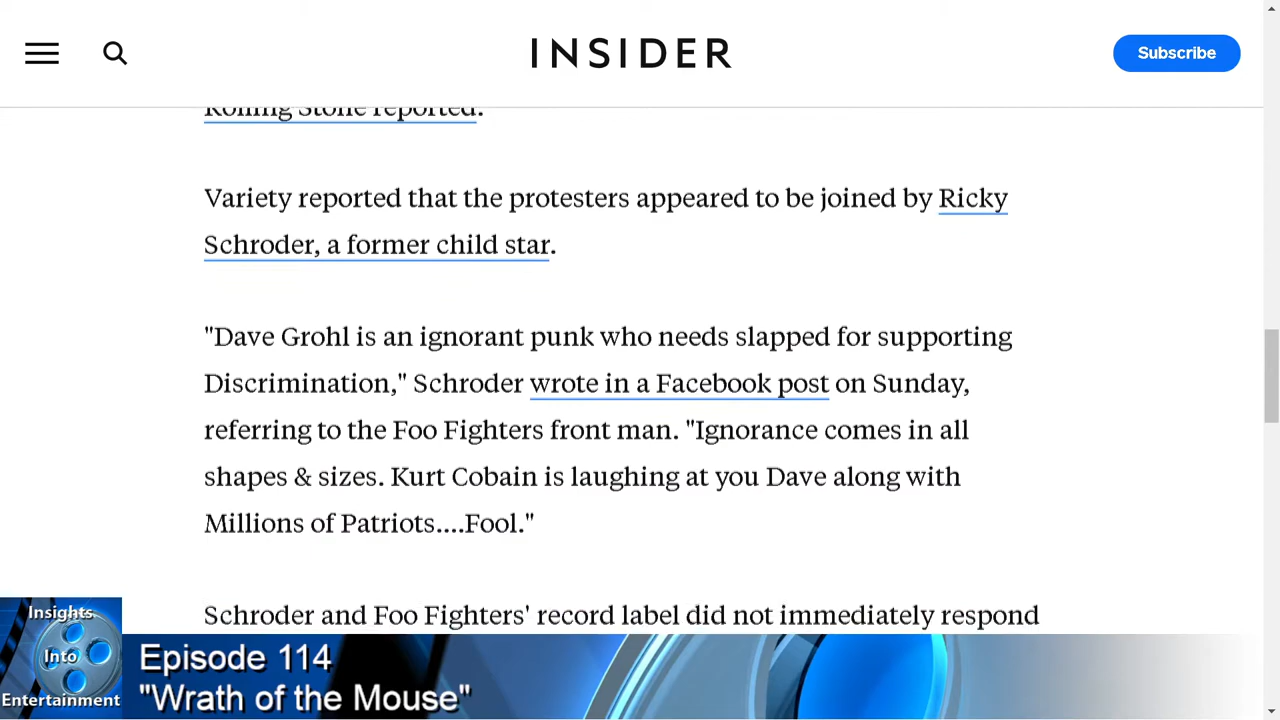 INSIDER
Subscribe
Rolling Stone reported.
Variety reported that the protesters appeared to be joined by Ricky
Schroder, a former child star.
"Dave Grohl is an ignorant punk who needs slapped for supporting
Discrimination," Schroder wrote in a Facebook post on Sunday,
referring to the Foo Fighters front man. "Ignorance comes in all
shapes & sizes. Kurt Cobain is laughing at you Dave along with
Millions of Patriots....Fool."
Schroder and Foo Fighters' record label did not immediately respond
Insights
Into
Entertainment
Episode 114
"Wrath of the Mouse"